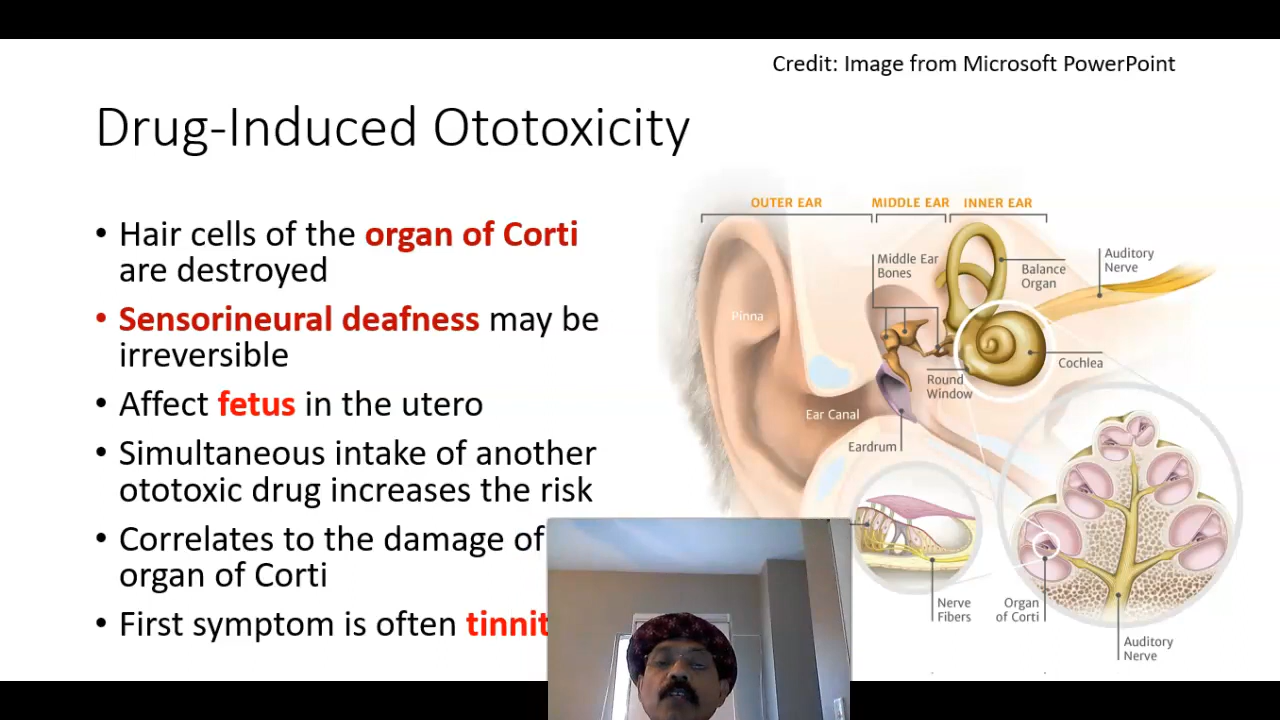 Credit: Image from Microsoft PowerPoint
Drug-Induced Ototoxicity
• Hair cells of the organ of Corti
are destroyed
• Sensorineural deafness may be
irreversible
• Affect fetus in the utero
• Simultaneous intake of another
ototoxic drug increases the risk
• Correlates to the damage of
organ of Corti
• First symptom is often
OUTER EAR
MIDDLE EAR
INNER EAR
Middle Ear
Bones
Balance
Organ
Auditory
Nerve
Pinna
Cochlea
Round
Window
Ear Canal
Eardrum
Nerve
Fibers
Organ
of Corti
Auditory
Nerve